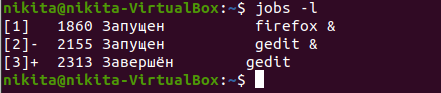 nikita@nikita-VirtualBox:~$ jobs -l
[1]   1860 Запущен           firefox &
[2]-  2155 Запущен           gedit &
[3]+  2313 Завершён        gedit
nikita@nikita-VirtualBox:~$